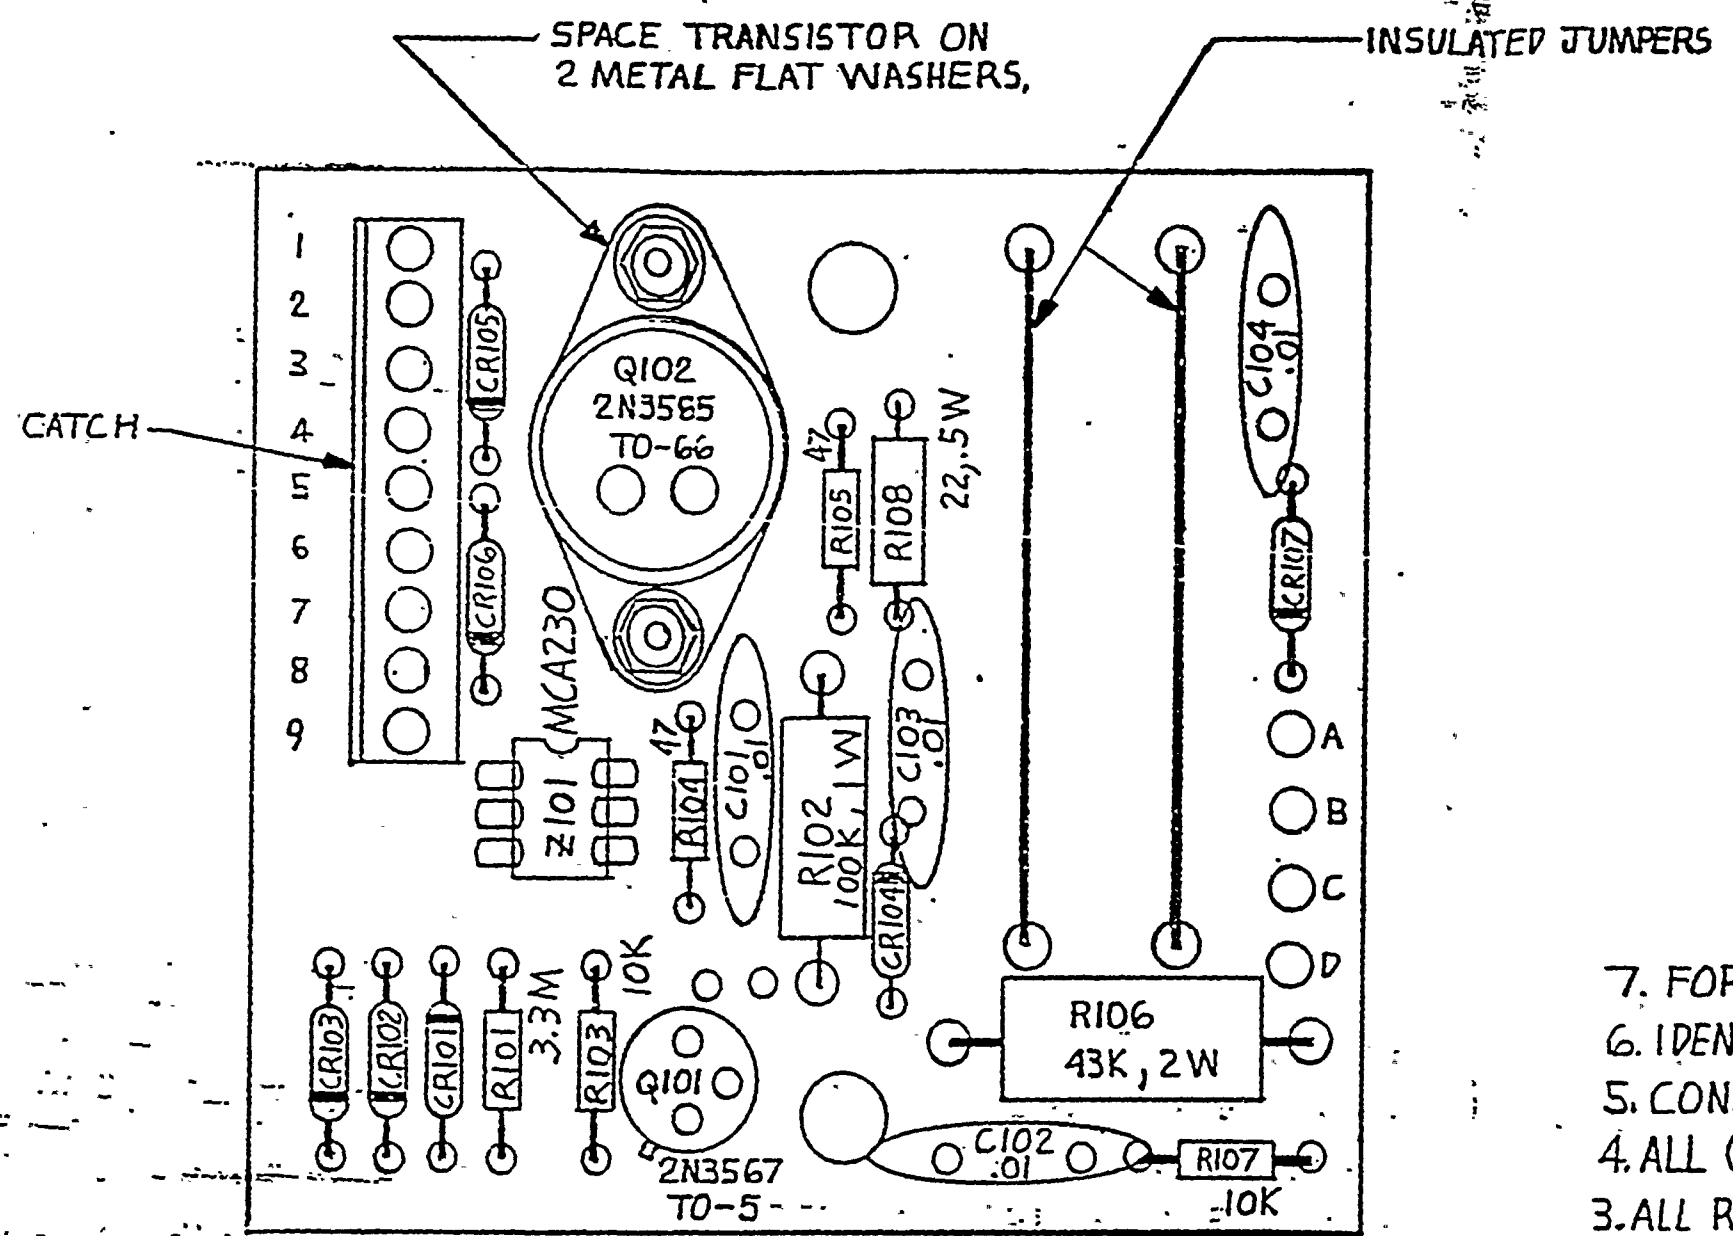 SPACE TRANSISTOR ON
2 METAL FLAT WASHERS,
INSULATED JUMPERS
CATCH
1
2
3
4
5
6
7
8
9
CR105
CR106
Q102
2N3585
TO-66
47
R105
R108
22,.5W
C104
.01
CR107
MCA230
Z101
47
R104
C101
.01
R102
100K,1W
C103
.01
CR104
A
B
C
D
CR103
CR102
CR101
R101
3.3M
R103
10K
Q101
2N3567
TO-5
R106
43K, 2W
C102
.01
R107
10K
7. FOR
6. IDEN
5. CON
4. ALL
3. ALL R